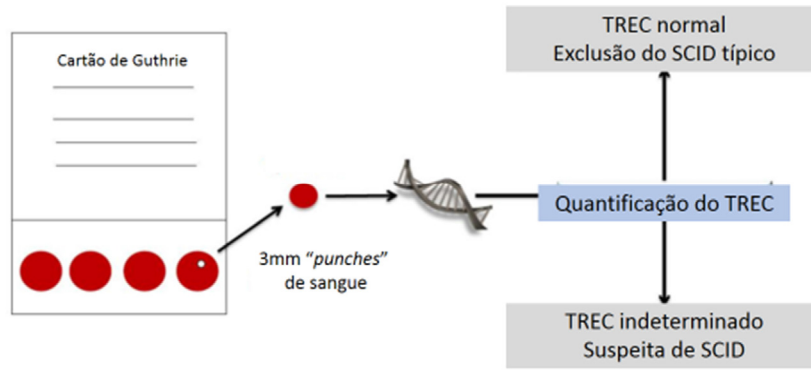 Cartão de Guthrie
3mm “punches”
de sangue
TREC normal
Exclusão do SCID típico
Quantificação do TREC
TREC indeterminado
Suspeita de SCID